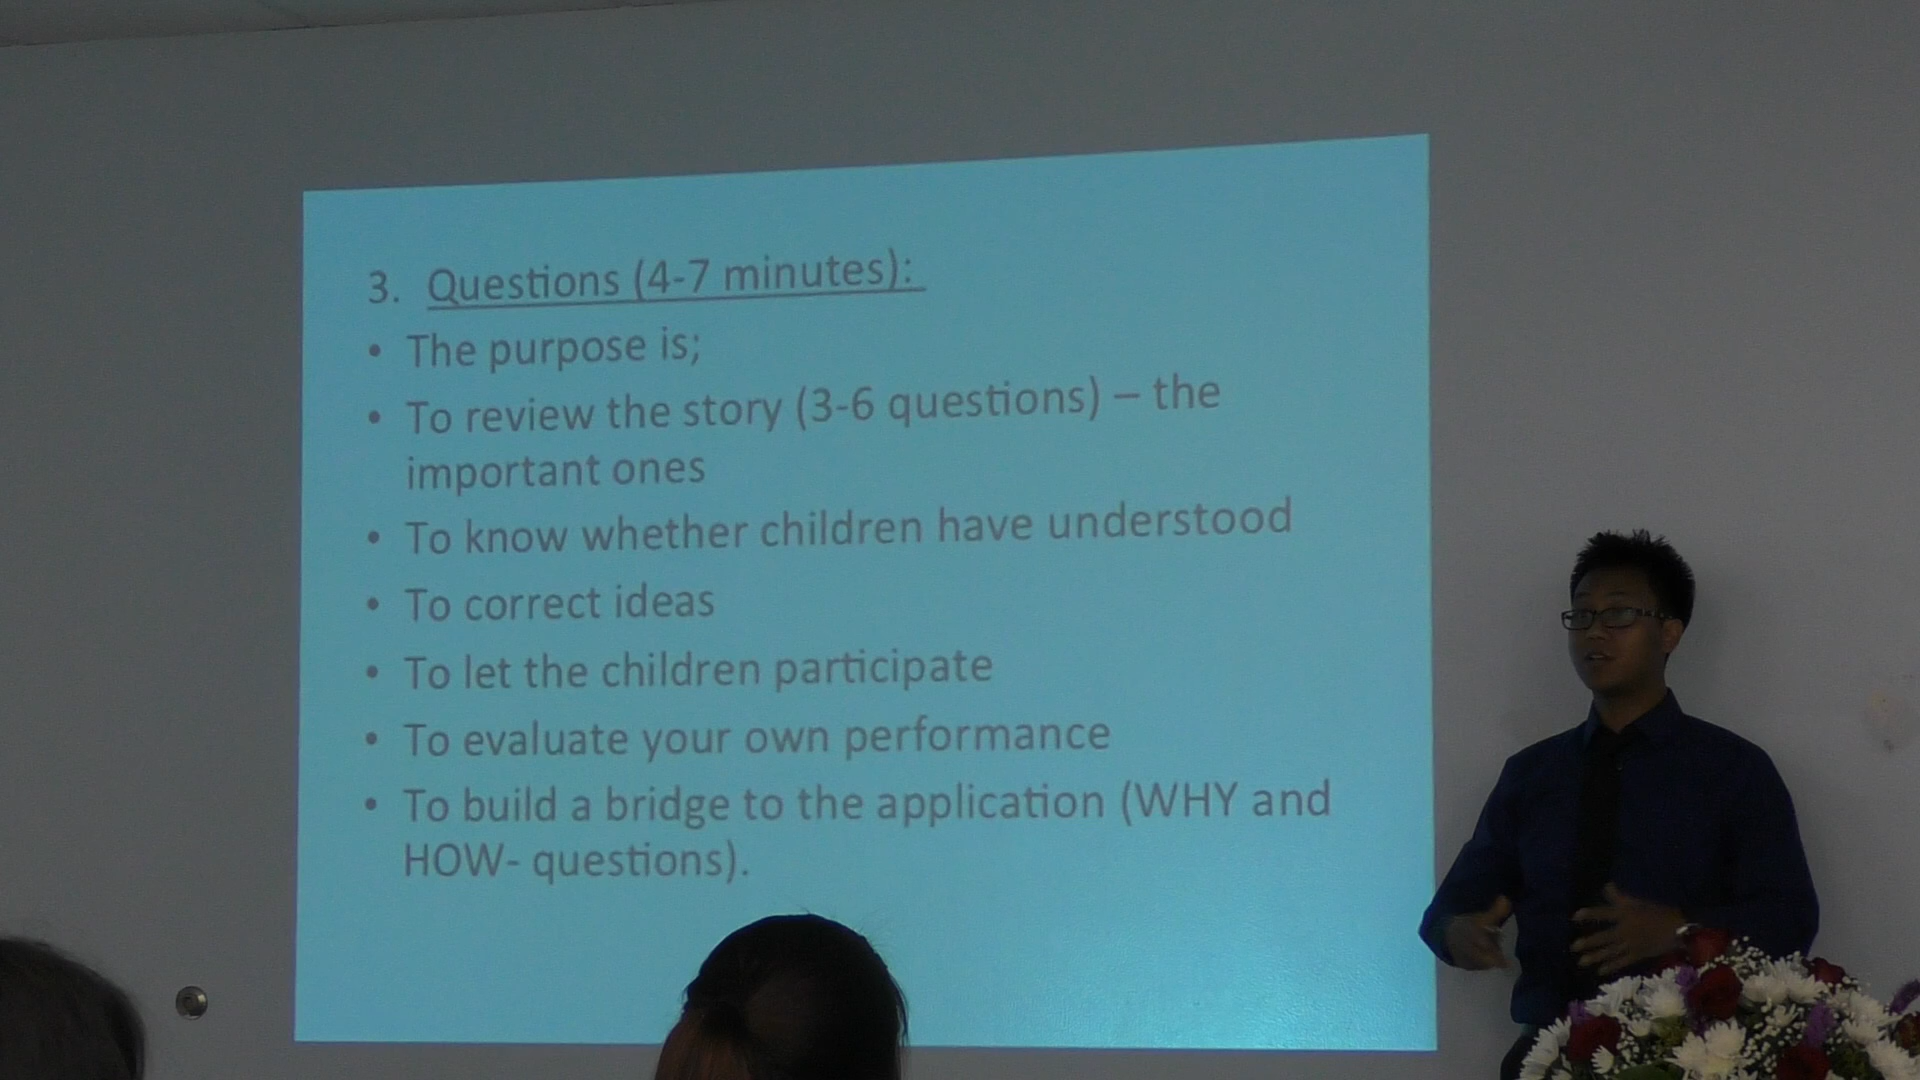 3. Questions (4-7 minutes):
• The purpose is;
• To review the story (3-6 questions) – the
important ones
• To know whether children have understood
• To correct ideas
• To let the children participate
• To evaluate your own performance
• To build a bridge to the application (WHY and
HOW- questions).